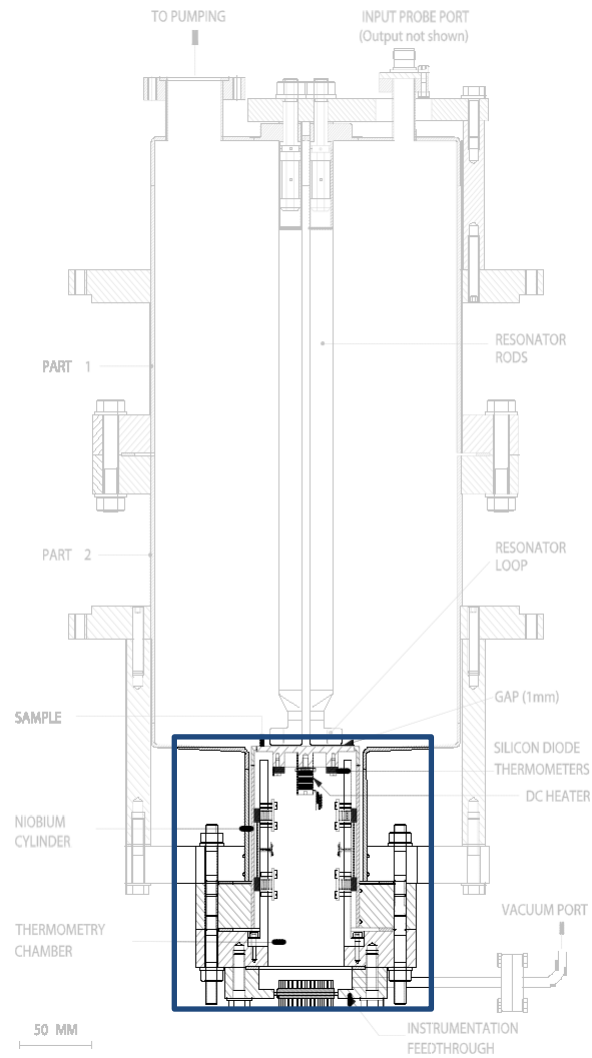 TO PUMPING
INPUT PROBE PORT
(Output not shown)
PART 1
RESONATOR
RODS
PART 2
RESONATOR
LOOP
GAP (1mm)
SAMPLE
SILICON DIODE
THERMOMETERS
DC HEATER
NIOBIUM
CYLINDER
VACUUM PORT
THERMOMETRY
CHAMBER
50 MM
INSTRUMENTATION
FEEDTHROUGH